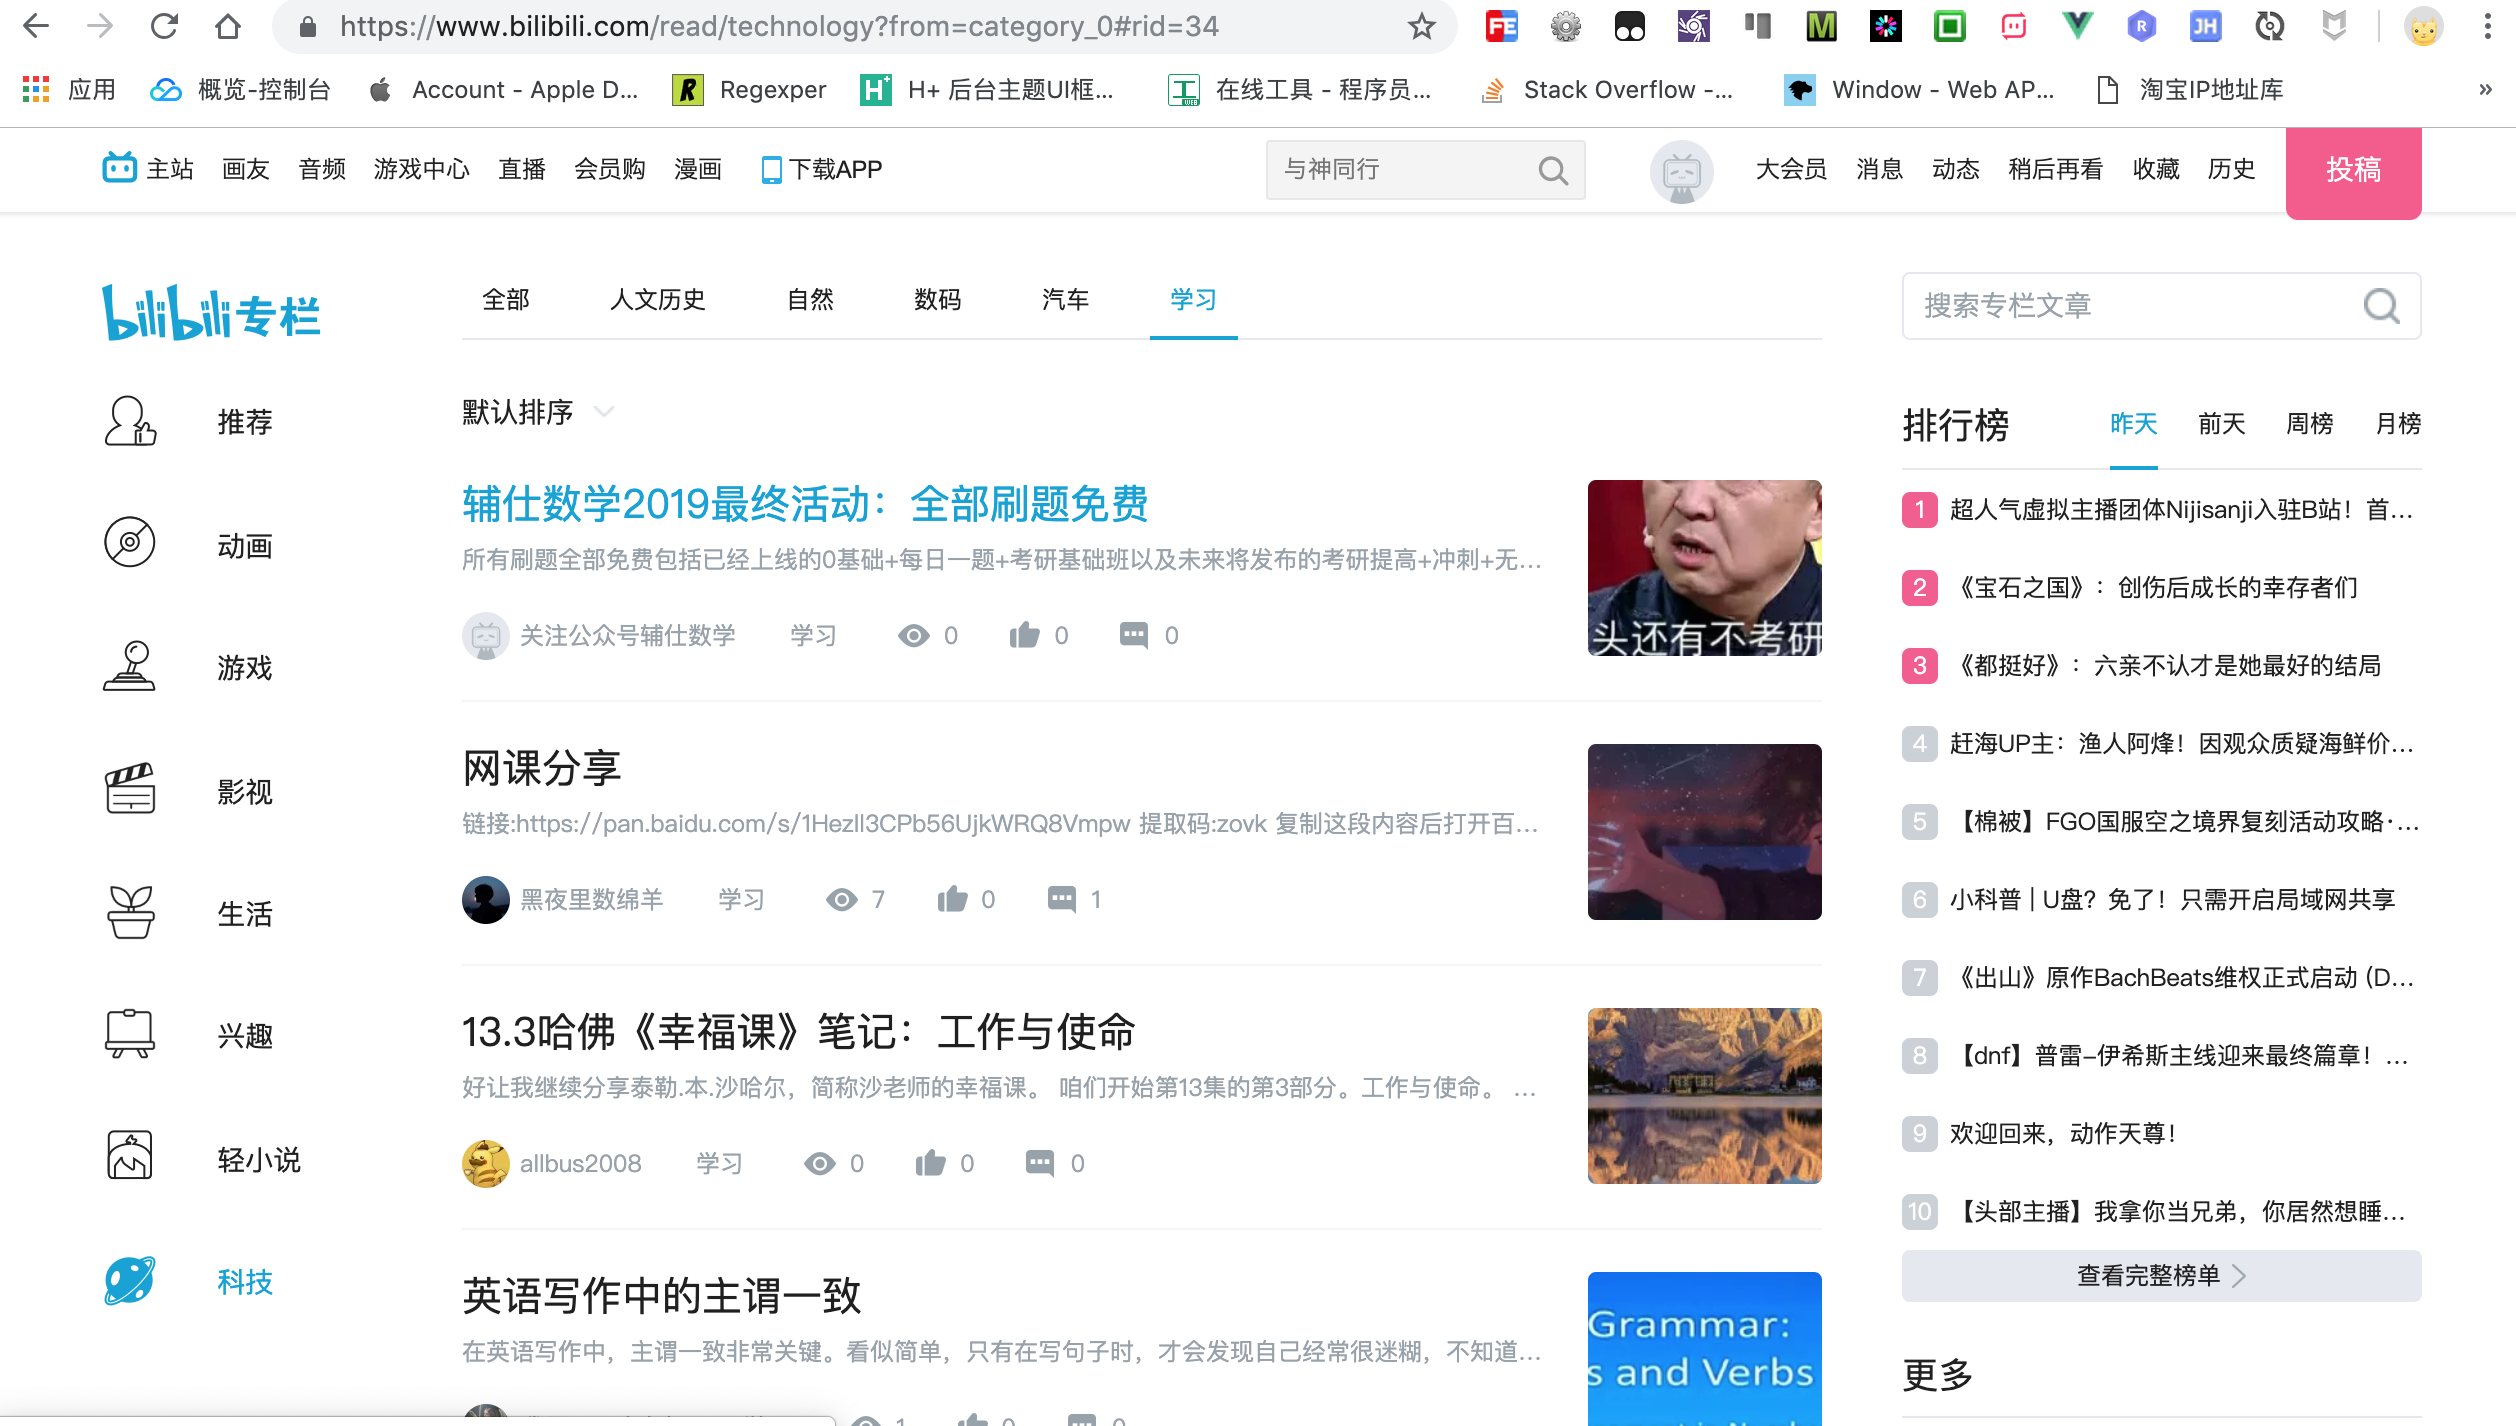 https://www.bilibili.com/read/technology?from=category_0#rid=34
应用 概览-控制台 Account - Apple D... Regexper H+ 后台主题UI框... 在线工具 - 程序员... Stack Overflow -... Window - Web AP... 淘宝IP地址库 »
主站 画友 音频 游戏中心 直播 会员购 漫画 下载APP 与神同行 大会员 消息 动态 稍后再看 收藏 历史 投稿
bilibili专栏
推荐
动画
游戏
影视
生活
兴趣
轻小说
科技
全部 人文历史 自然 数码 汽车 学习
默认排序
辅仕数学2019最终活动：全部刷题免费
所有刷题全部免费包括已经上线的0基础+每日一题+考研基础班以及未来将发布的考研提高+冲刺+无...
关注公众号辅仕数学 学习 0 0 0
头还有不考研
网课分享
链接:https://pan.baidu.com/s/1Hezll3CPb56UjkWRQ8Vmpw 提取码:zovk 复制这段内容后打开百...
黑夜里数绵羊 学习 7 0 1
13.3哈佛《幸福课》笔记：工作与使命
好让我继续分享泰勒.本.沙哈尔，简称沙老师的幸福课。 咱们开始第13集的第3部分。工作与使命。 ...
allbus2008 学习 0 0 0
英语写作中的主谓一致
在英语写作中，主谓一致非常关键。看似简单，只有在写句子时，才会发现自己经常很迷糊，不知道...
Grammar:
s and Verbs
搜索专栏文章
排行榜 昨天 前天 周榜 月榜
1 超人气虚拟主播团体Nijisanji入驻B站！首...
2 《宝石之国》：创伤后成长的幸存者们
3 《都挺好》：六亲不认才是她最好的结局
4 赶海UP主：渔人阿烽！因观众质疑海鲜价...
5 【棉被】FGO国服空之境界复刻活动攻略·...
6 小科普 | U盘？免了！只需开启局域网共享
7 《出山》原作BachBeats维权正式启动 (D...
8 【dnf】普雷-伊希斯主线迎来最终篇章！...
9 欢迎回来，动作天尊！
10 【头部主播】我拿你当兄弟，你居然想睡...
查看完整榜单
更多